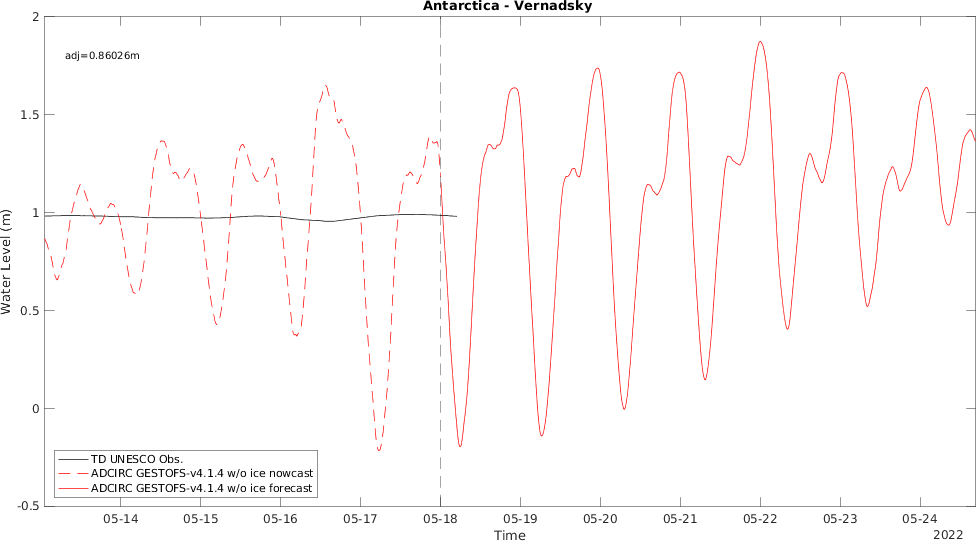 Antarctica - Vernadsky
adj=0.86026m
Water Level (m)
2
1.5
1
0.5
0
-0.5
TD UNESCO Obs.
ADCIRC GESTOFS-v4.1.4 w/o ice nowcast
ADCIRC GESTOFS-v4.1.4 w/o ice forecast
05-14 05-15 05-16 05-17 05-18 05-19 05-20 05-21 05-22 05-23 05-24
Time
2022